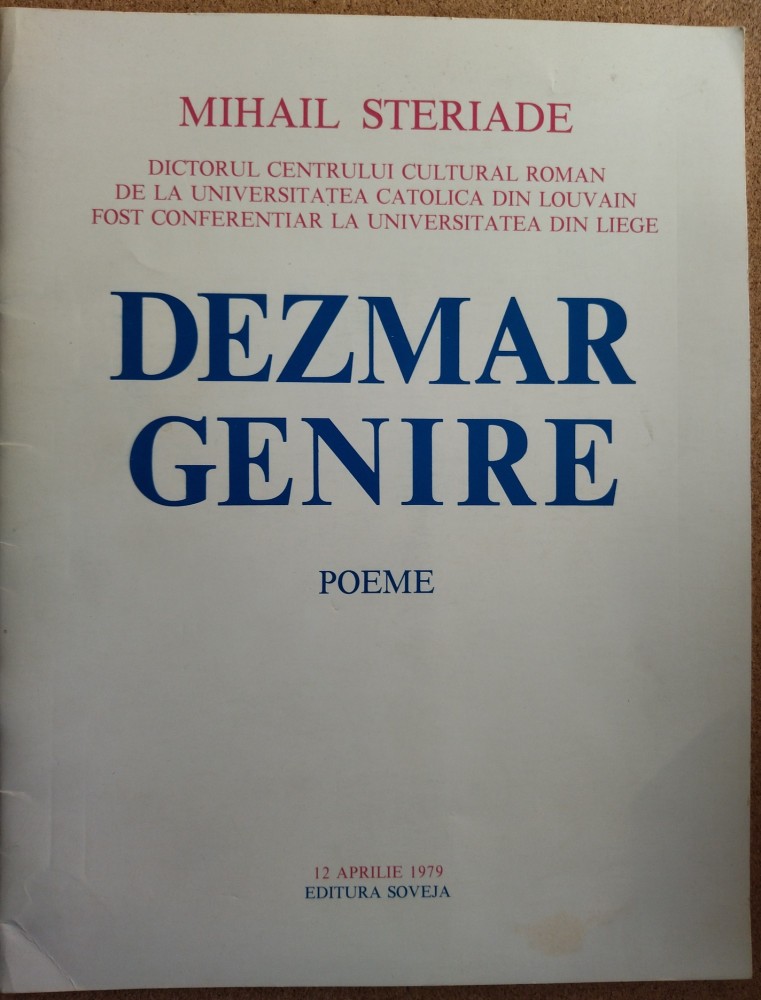 MIHAIL STERIADE
DICTORUL CENTRULUI CULTURAL ROMAN
DE LA UNIVERSITAȚEA CATOLICA DIN LOUVAIN
FOST CONFERENTIAR LA UNIVERSITATEA DIN LIEGE
DEZMAR
GENIRE
POEME
12 APRILIE 1979
EDITURA SOVEJA